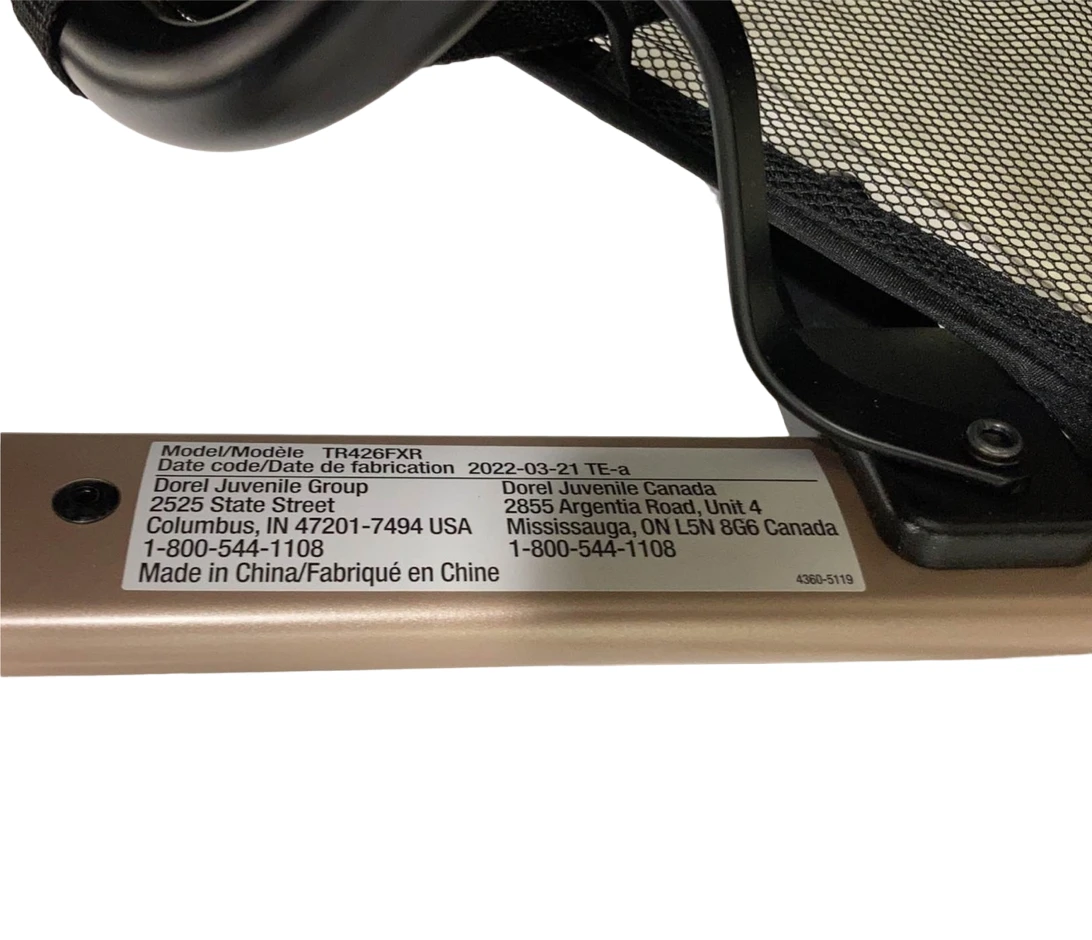 Model/Modèle TR426FXR
Date code/Date de fabrication 2022-03-21 TE-a
Dorel Juvenile Group
2525 State Street
Columbus, IN 47201-7494 USA
1-800-544-1108
Made in China/Fabriqué en Chine
Dorel Juvenile Canada
2855 Argentia Road, Unit 4
Mississauga, ON L5N 8G6 Canada
1-800-544-1108
4360-5119